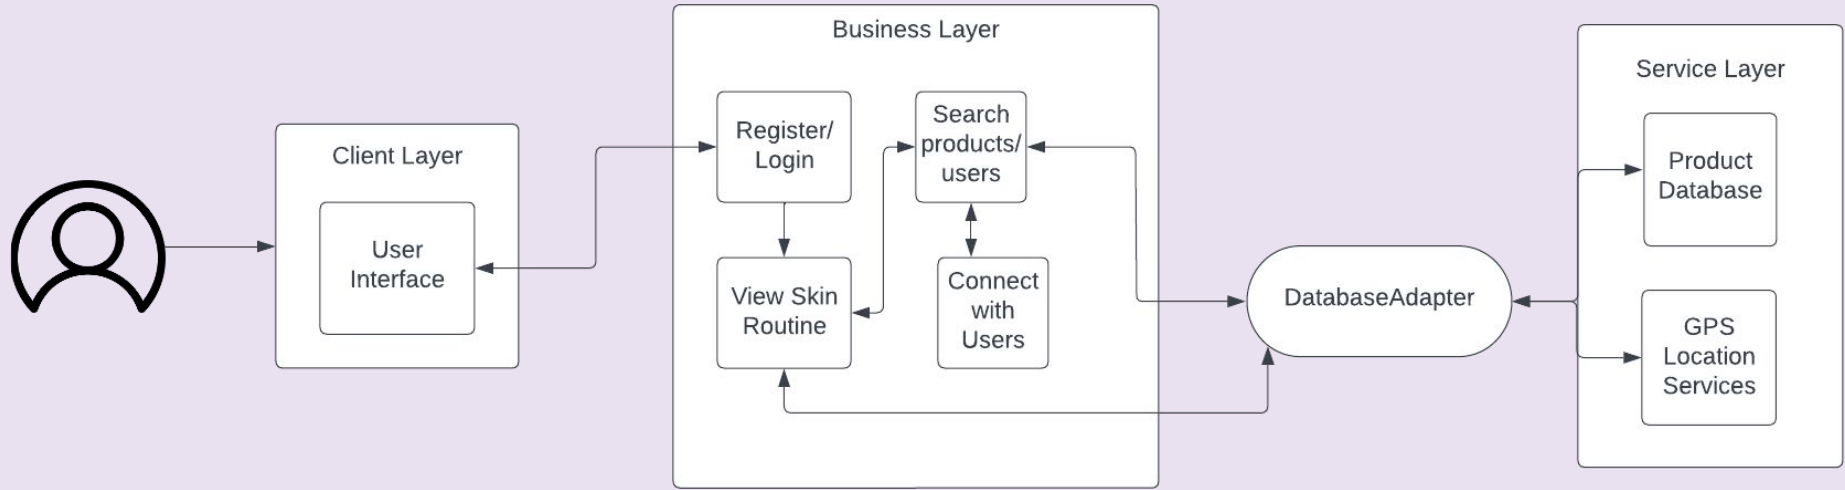 Client Layer
User
Interface
Business Layer
Register/
Login
View Skin
Routine
Search
products/
users
Connect
with
Users
DatabaseAdapter
Service Layer
Product
Database
GPS
Location
Services